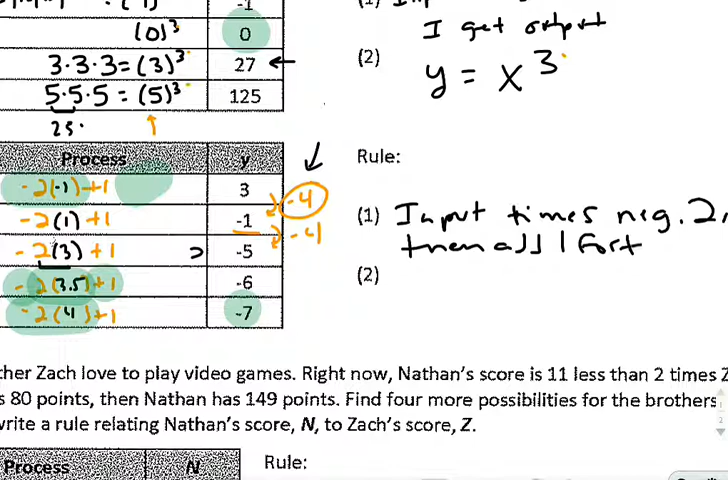 -1
(1) I
(0)³ 0
I get output
3·3·3=(3)³ 27
(2)
y = x³
5·5·5=(5)³ 125
25·
Process y
Rule:
-2(-1)+1 3
-4
-2(1)+1 -1
(1) Input times neg. 2,
-4
-2(3)+1 -5
then add 1 for t
(2)
-2(3.5)+1 -6
-2(4)+1 -7
ther Zach love to play video games. Right now, Nathan's score is 11 less than 2 times Z
s 80 points, then Nathan has 149 points. Find four more possibilities for the brothers
write a rule relating Nathan's score, N, to Zach's score, Z.
Process N
Rule: